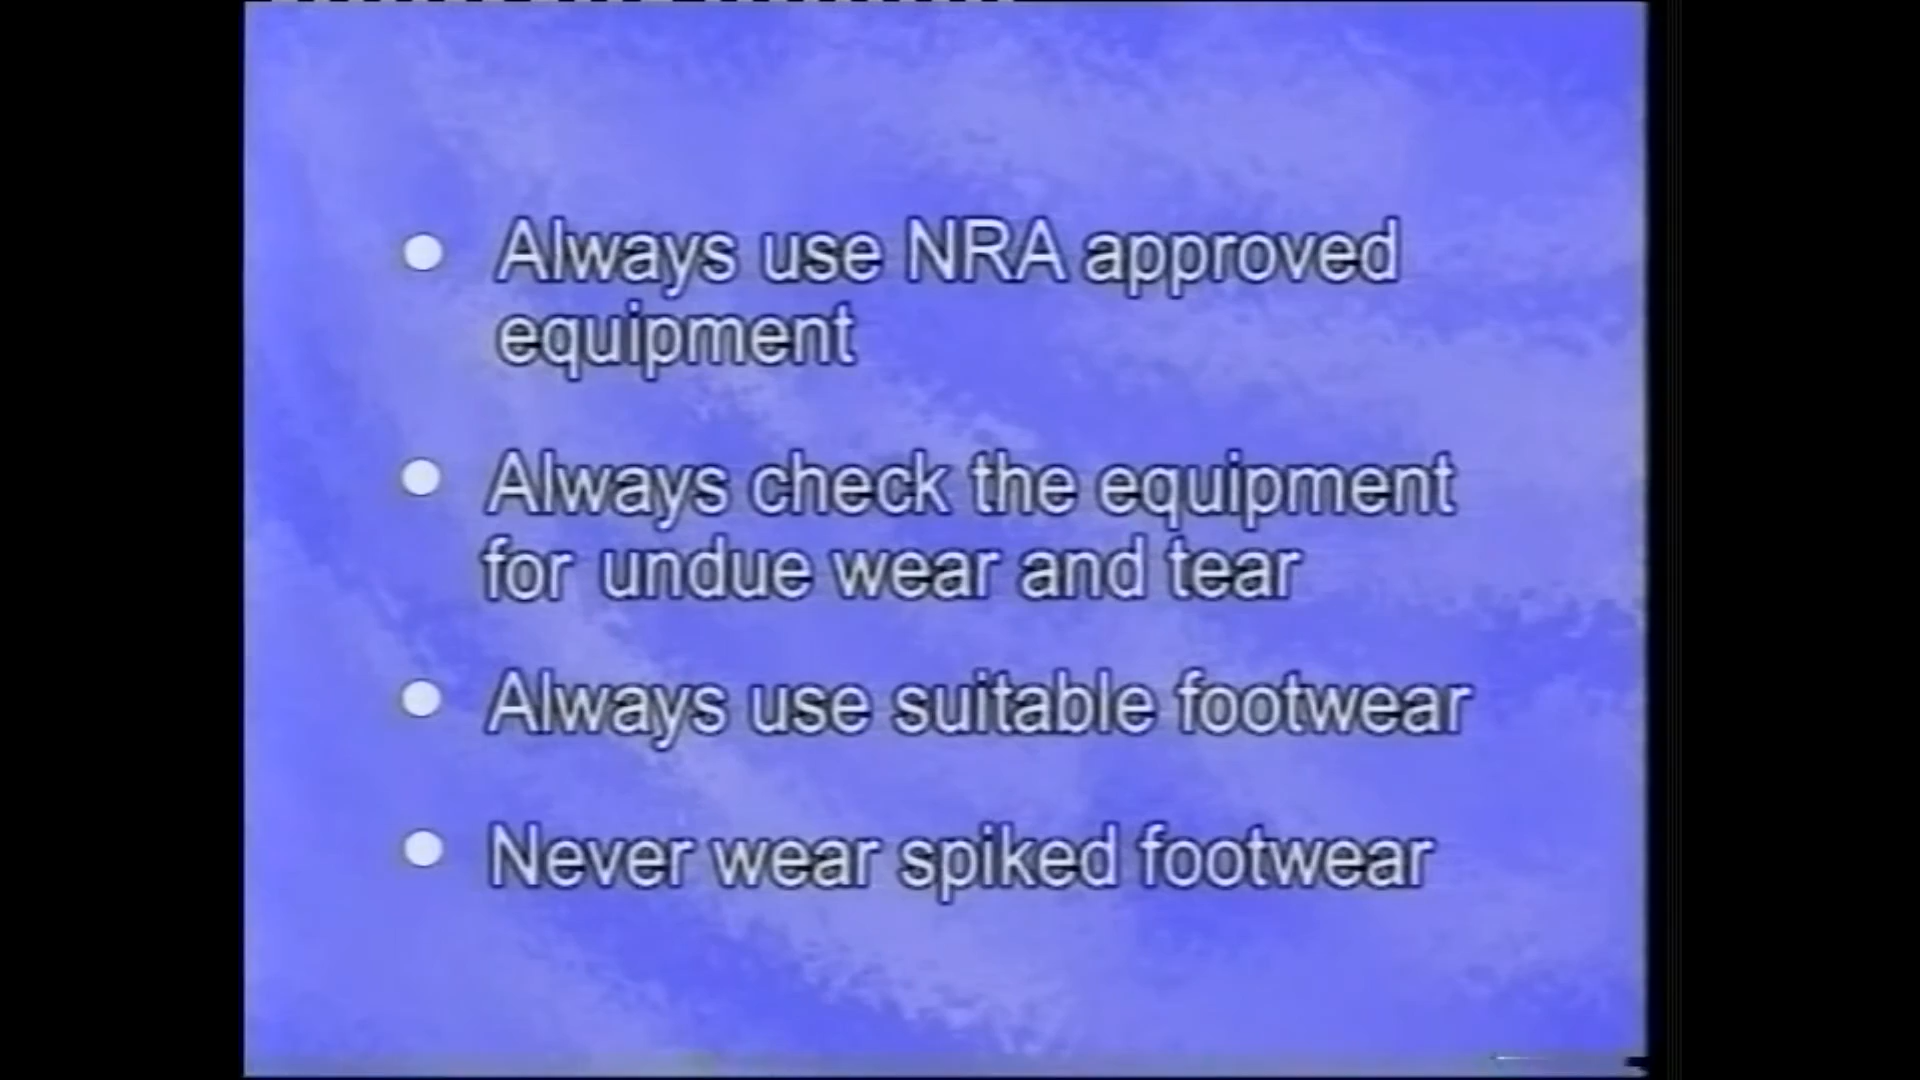 • Always use NRA approved
equipment
• Always check the equipment
for undue wear and tear
• Always use suitable footwear
• Never wear spiked footwear